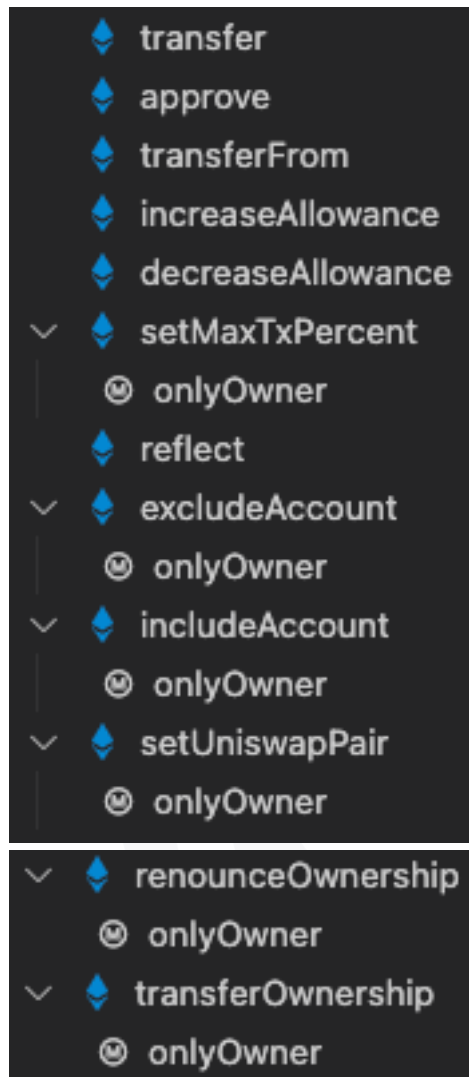 transfer
approve
transferFrom
increaseAllowance
decreaseAllowance
setMaxTxPercent
onlyOwner
reflect
excludeAccount
onlyOwner
includeAccount
onlyOwner
setUniswapPair
onlyOwner
renounceOwnership
onlyOwner
transferOwnership
onlyOwner